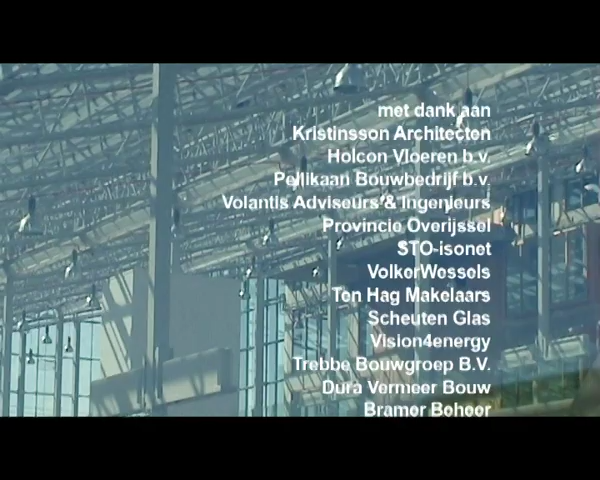 met dank aan
Kristinsson Architecten
Holcon Vloeren b.v.
Pellikaan Bouwbedrijf b.v.
Volantis Adviseurs & Ingenieurs
Provincie Overijssel
STO-isonet
VolkerWessels
Ten Hag Makelaars
Scheuten Glas
Vision4energy
Trebbe Bouwgroep B.V.
Dura Vermeer Bouw
Bramer Beheer